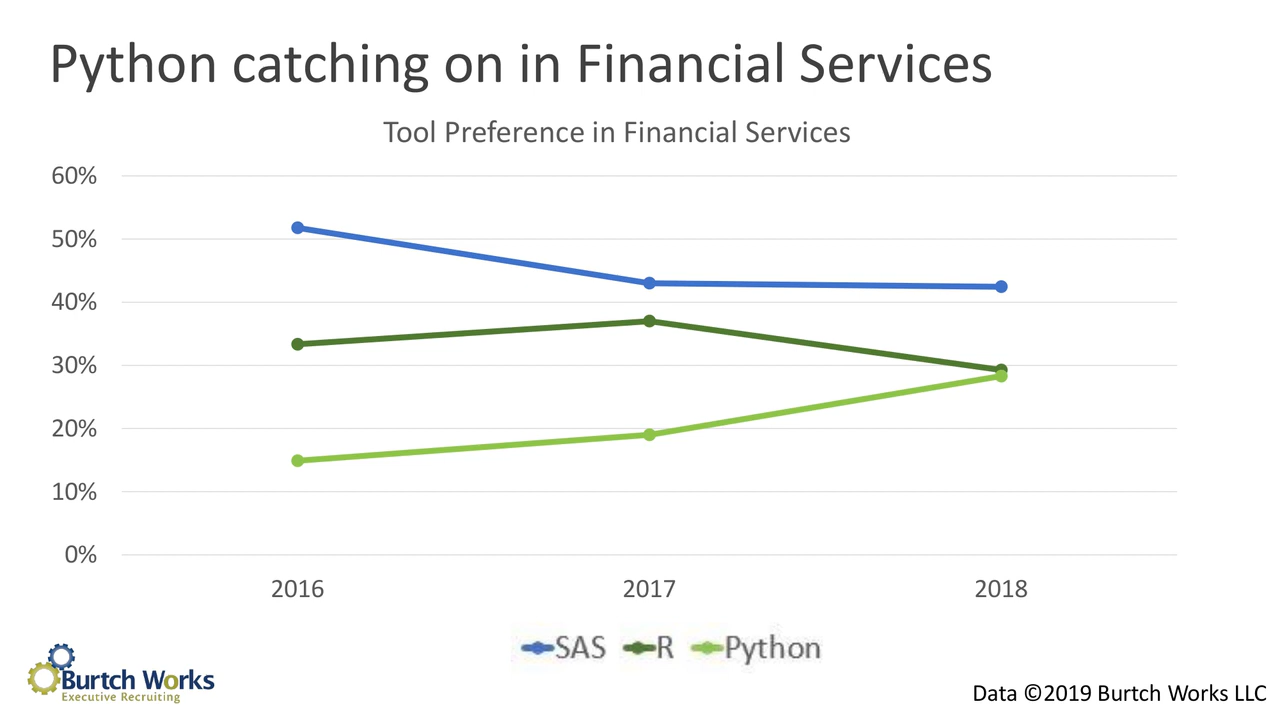 Python catching on in Financial Services
Tool Preference in Financial Services
60%
50%
40%
30%
20%
10%
0%
2016 2017 2018
SAS R Python
Burtch Works
Executive Recruiting
Data ©2019 Burtch Works LLC